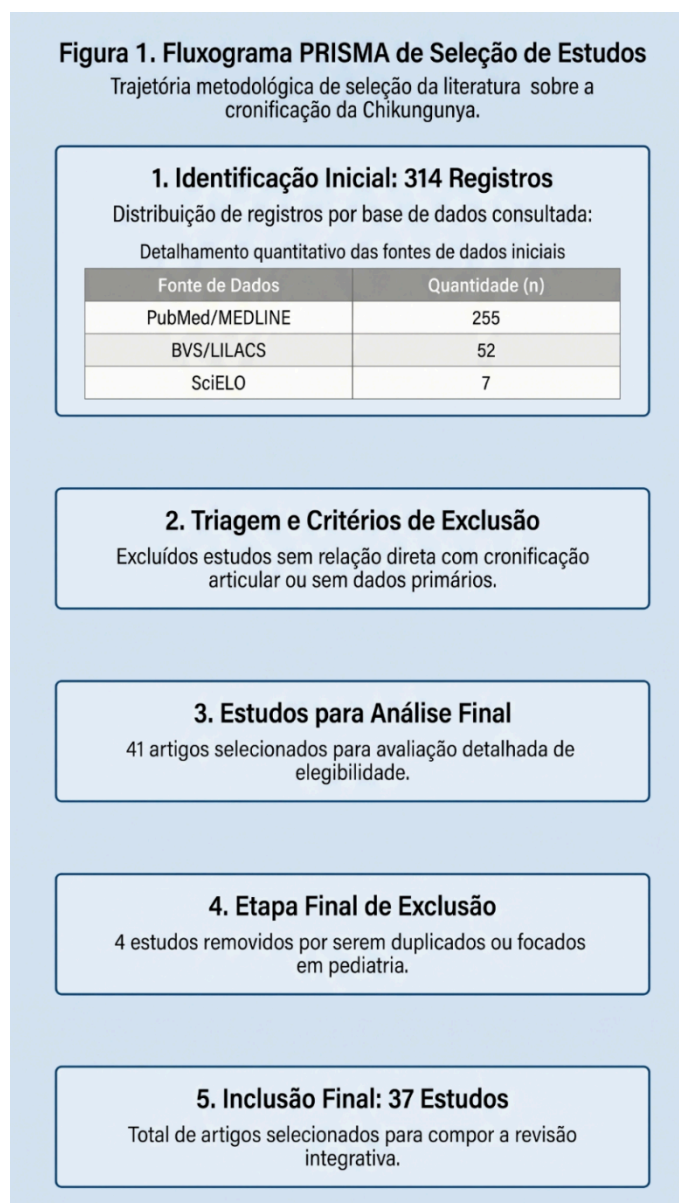 Figura 1. Fluxograma PRISMA de Seleção de Estudos
Trajetória metodológica de seleção da literatura sobre a
cronificação da Chikungunya.
1. Identificação Inicial: 314 Registros
Distribuição de registros por base de dados consultada:
Detalhamento quantitativo das fontes de dados iniciais
Fonte de Dados Quantidade (n)
PubMed/MEDLINE 255
BVS/LILACS 52
SciELO 7
2. Triagem e Critérios de Exclusão
Excluídos estudos sem relação direta com cronificação
articular ou sem dados primários.
3. Estudos para Análise Final
41 artigos selecionados para avaliação detalhada de
elegibilidade.
4. Etapa Final de Exclusão
4 estudos removidos por serem duplicados ou focados
em pediatria.
5. Inclusão Final: 37 Estudos
Total de artigos selecionados para compor a revisão
integrativa.